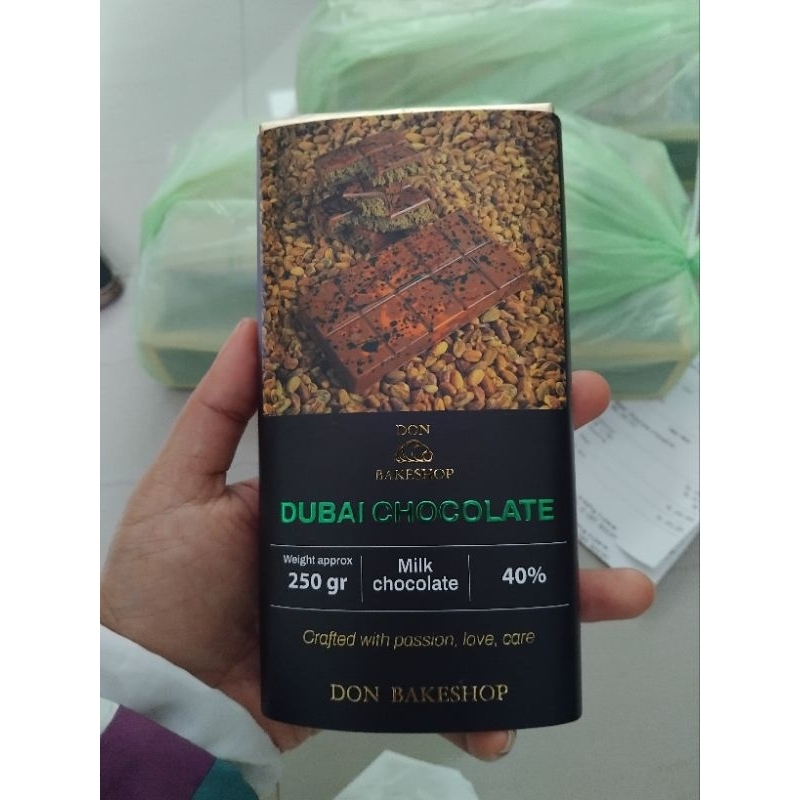 DON
BAKESHOP
DUBAI CHOCOLATE
Weight approx
250 gr
Milk
chocolate
40%
Crafted with passion, love, care
DON BAKESHOP